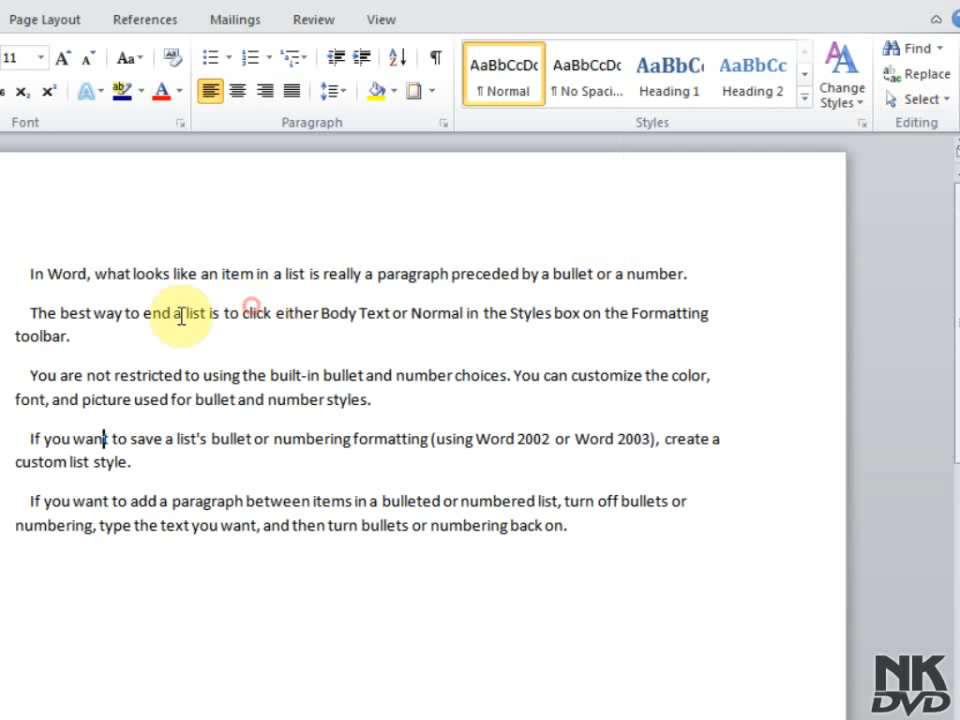 Page Layout References Mailings Review View
11 Aa
AaBbCcDc AaBbCcDc AaBbC AaBbCc
¶ Normal ¶ No Spaci... Heading 1 Heading 2
Change Styles
Find
Replace
Select
Font Paragraph Styles Editing
In Word, what looks like an item in a list is really a paragraph preceded by a bullet or a number.
The best way to end a list is to click either Body Text or Normal in the Styles box on the Formatting
toolbar.
You are not restricted to using the built-in bullet and number choices. You can customize the color,
font, and picture used for bullet and number styles.
If you want to save a list's bullet or numbering formatting (using Word 2002 or Word 2003), create a
custom list style.
If you want to add a paragraph between items in a bulleted or numbered list, turn off bullets or
numbering, type the text you want, and then turn bullets or numbering back on.
NK
DVD